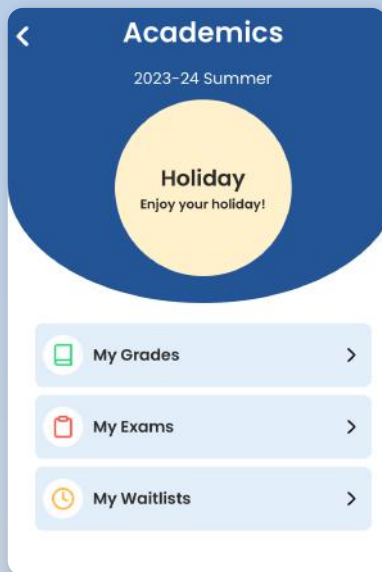 Academics
2023-24 Summer
Holiday
Enjoy your holiday!
My Grades
My Exams
My Waitlists